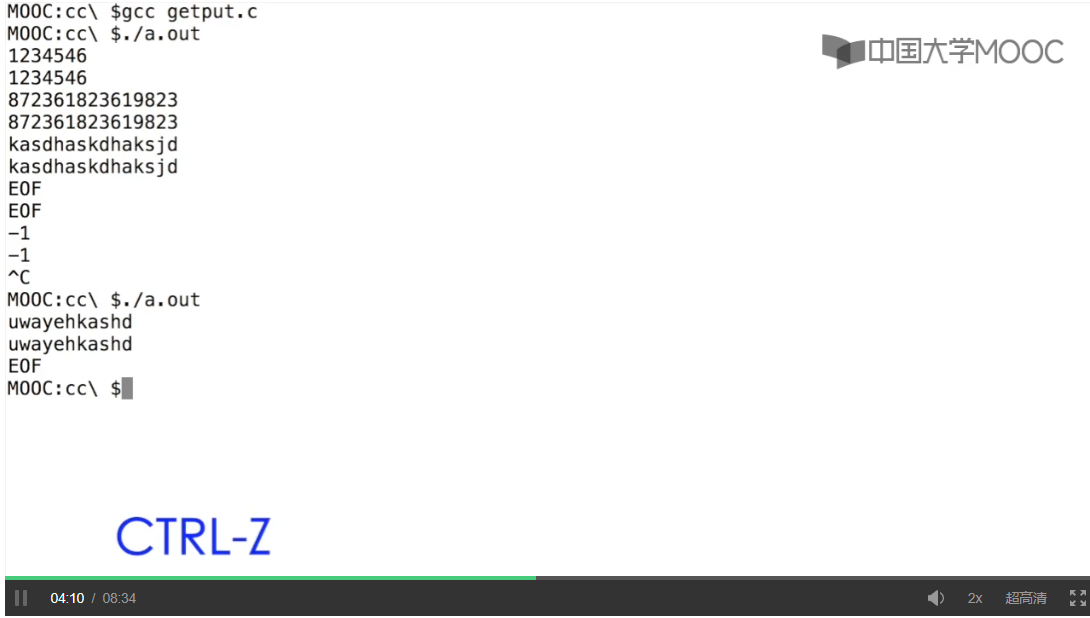 MOOC:cc\ $gcc getput.c
MOOC:cc\ $./a.out
中国大学MOOC
1234546
1234546
872361823619823
872361823619823
kasdhaskdhaksjd
kasdhaskdhaksjd
EOF
EOF
-1
-1
^C
MOOC:cc\ $./a.out
uwayehkashd
uwayehkashd
EOF
MOOC:cc\ $
CTRL-Z
04:10 / 08:34 2x 超高清